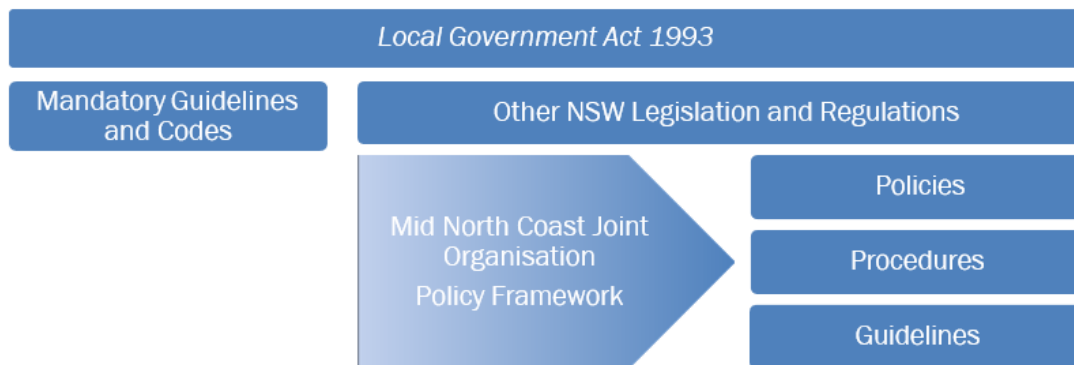 Local Government Act 1993
Mandatory Guidelines
and Codes
Other NSW Legislation and Regulations
Mid North Coast Joint
Organisation
Policy Framework
Policies
Procedures
Guidelines